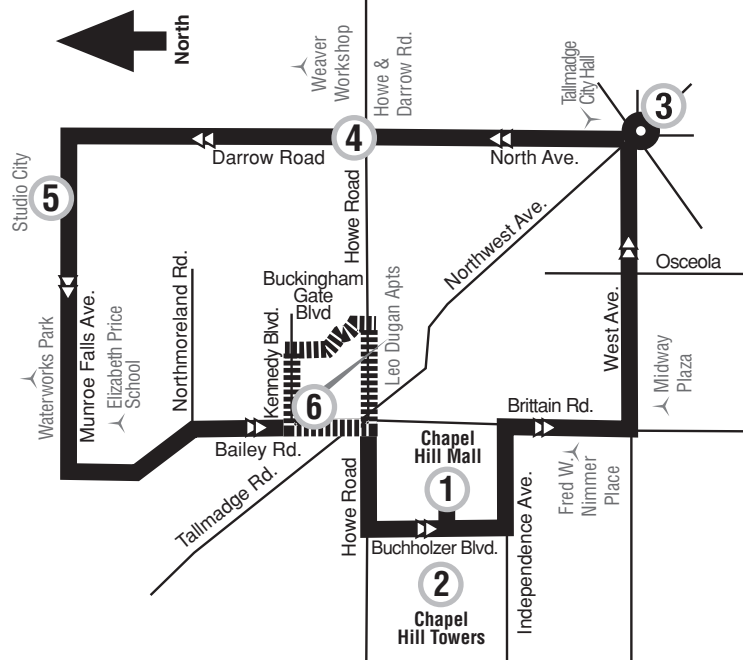 North
Weaver
Workshop
Howe &
Darrow Rd.
Tallmadge
City Hall
3
4
Darrow Road
North Ave.
Studio City
5
Howe Road
Northwest Ave.
Osceola
Northmoreland Rd.
Buckingham
Gate
Blvd
Kennedy Blvd.
Leo Dugan Apts
West Ave.
Waterworks Park
Munroe Falls Ave.
Elizabeth Price
School
Midway
Plaza
6
Brittain Rd.
Bailey Rd.
Chapel
Hill Mall
1
Fred W.
Nimmer
Place
Tallmadge Rd.
Howe Road
Buchholzer Blvd.
Independence Ave.
2
Chapel
Hill Towers